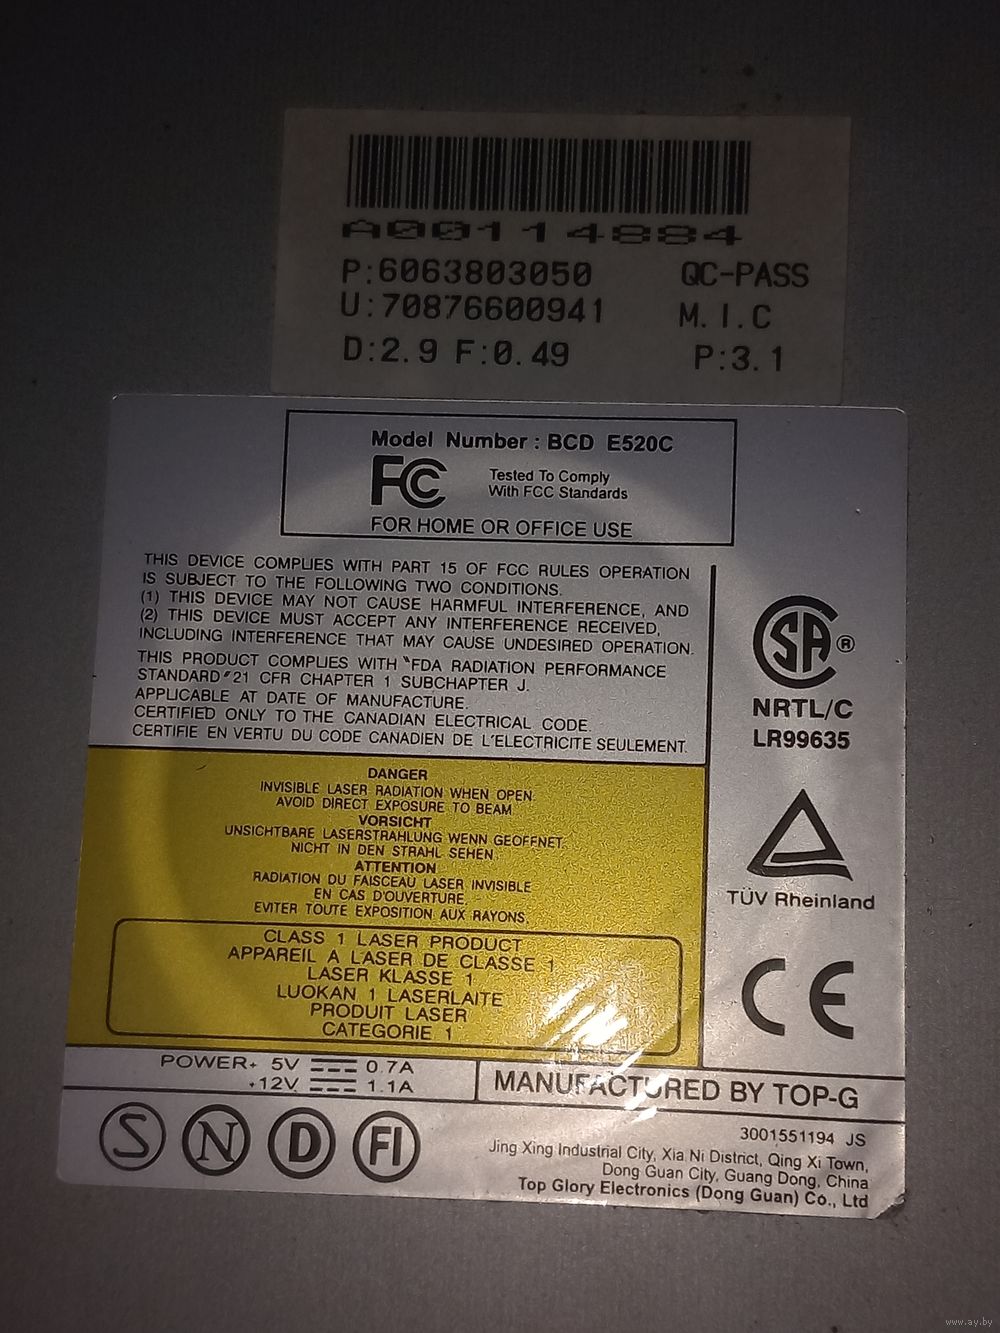 A00114884
P:6063803050 QC-PASS
U:70876600941 M.I.C
D:2.9 F:0.49 P:3.1
Model Number : BCD E520C
FC Tested To Comply
With FCC Standards
FOR HOME OR OFFICE USE
THIS DEVICE COMPLIES WITH PART 15 OF FCC RULES OPERATION
IS SUBJECT TO THE FOLLOWING TWO CONDITIONS.
(1) THIS DEVICE MAY NOT CAUSE HARMFUL INTERFERENCE, AND
(2) THIS DEVICE MUST ACCEPT ANY INTERFERENCE RECEIVED,
INCLUDING INTERFERENCE THAT MAY CAUSE UNDESIRED OPERATION.
THIS PRODUCT COMPLIES WITH "FDA RADIATION PERFORMANCE
STANDARD" 21 CFR CHAPTER 1 SUBCHAPTER J.
APPLICABLE AT DATE OF MANUFACTURE.
CERTIFIED ONLY TO THE CANADIAN ELECTRICAL CODE.
CERTIFIE EN VERTU DU CODE CANADIEN DE L'ELECTRICITE SEULEMENT.
SA ®
NRTL/C
LR99635
TÜV Rheinland
CE
DANGER
INVISIBLE LASER RADIATION WHEN OPEN.
AVOID DIRECT EXPOSURE TO BEAM
VORSICHT
UNSICHTBARE LASERSTRAHLUNG WENN GEOFFNET.
NICHT IN DEN STRAHL SEHEN.
ATTENTION
RADIATION DU FAISCEAU LASER INVISIBLE
EN CAS D'OUVERTURE.
EVITER TOUTE EXPOSITION AUX RAYONS.
CLASS 1 LASER PRODUCT
APPAREIL A LASER DE CLASSE 1
LASER KLASSE 1
LUOKAN 1 LASERLAITE
PRODUIT LASER
CATEGORIE 1
POWER+ 5V 0.7A
+12V 1.1A
MANUFACTURED BY TOP-G
S N D FI
3001551194 JS
Jing Xing Industrial City, Xia Ni District, Qing Xi Town,
Dong Guan City, Guang Dong, China
Top Glory Electronics (Dong Guan) Co., Ltd
www.ay.by